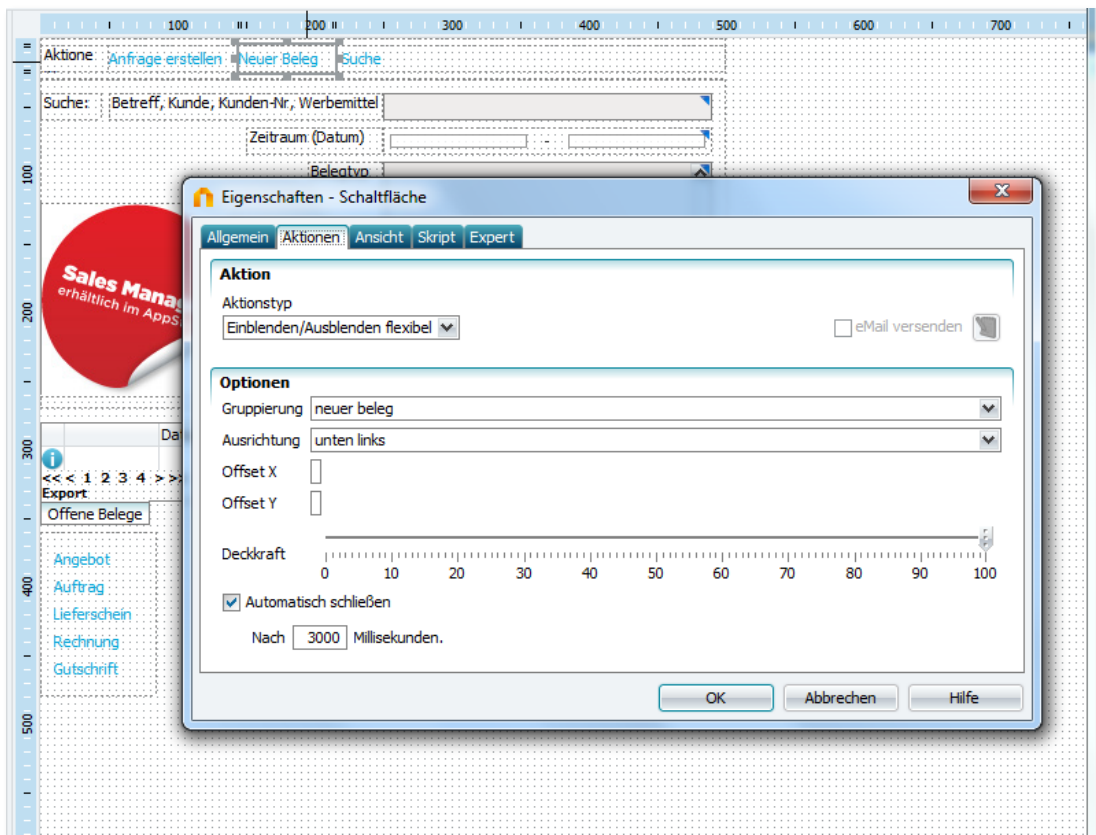 100 200 300 400 500 600 700
Aktione Anfrage erstellen Neuer Beleg Suche
Suche: Betreff, Kunde, Kunden-Nr., Werbemittel
Zeitraum (Datum) -
100
Belegtyp
Eigenschaften - Schaltfläche
Allgemein Aktionen Ansicht Skript Expert
Aktion
Sales Mana
erhältlich im AppS
Aktionstyp
200
Einblenden/Ausblenden flexibel
eMail versenden
Optionen
Gruppierung neuer beleg
Da
Ausrichtung unten links
300
Offset X
<< < 1 2 3 4 > >>
Export
Offset Y
Offene Belege
Deckkraft
0 10 20 30 40 50 60 70 80 90 100
Angebot
400
Auftrag
Automatisch schließen
Lieferschein
Rechnung
Nach 3000 Millisekunden.
Gutschrift
OK Abbrechen Hilfe
500